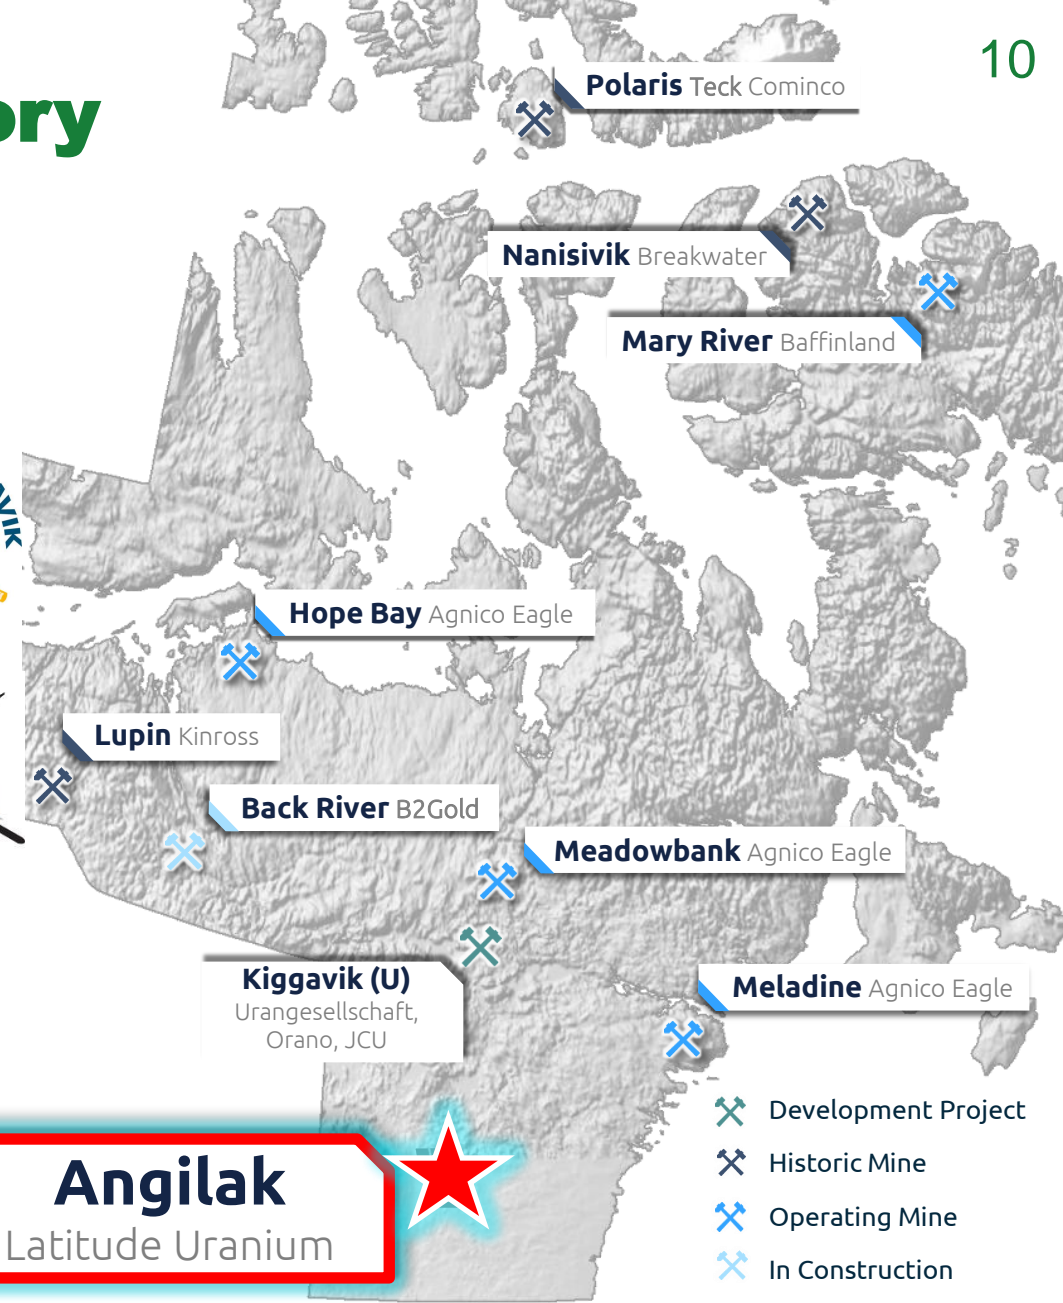 10
ory
Polaris Teck Cominco
Nanisivik Breakwater
Mary River Baffinland
VIK
Hope Bay Agnico Eagle
Lupin Kinross
Back River B2Gold
Meadowbank Agnico Eagle
Kiggavik (U)
Urangesellschaft,
Orano, JCU
Meladine Agnico Eagle
Angilak
Latitude Uranium
Development Project
Historic Mine
Operating Mine
In Construction